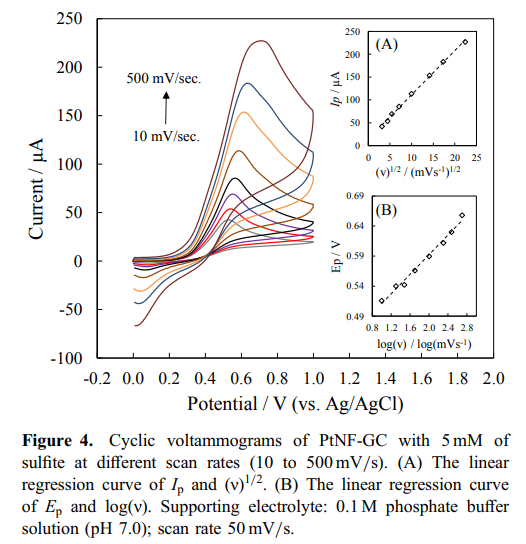 250
200
150
100
50
0
-50
-100
Current / µA
500 mV/sec.
10 mV/sec.
-0.2 0.0 0.2 0.4 0.6 0.8 1.0 1.2 1.4 1.6 1.8 2.0
Potential / V (vs. Ag/AgCl)
(A)
250
200
150
100
50
0
Ip / µA
0 5 10 15 20 25
(ν)1/2 / (mVs-1)1/2
(B)
0.69
0.64
0.59
0.54
0.49
Ep / V
0.8 1.2 1.6 2.0 2.4 2.8
log(ν) / log(mVs-1)
Figure 4. Cyclic voltammograms of PtNF-GC with 5 mM of
sulfite at different scan rates (10 to 500 mV/s). (A) The linear
regression curve of Ip and (ν)1/2. (B) The linear regression curve
of Ep and log(ν). Supporting electrolyte: 0.1 M phosphate buffer
solution (pH 7.0); scan rate 50 mV/s.